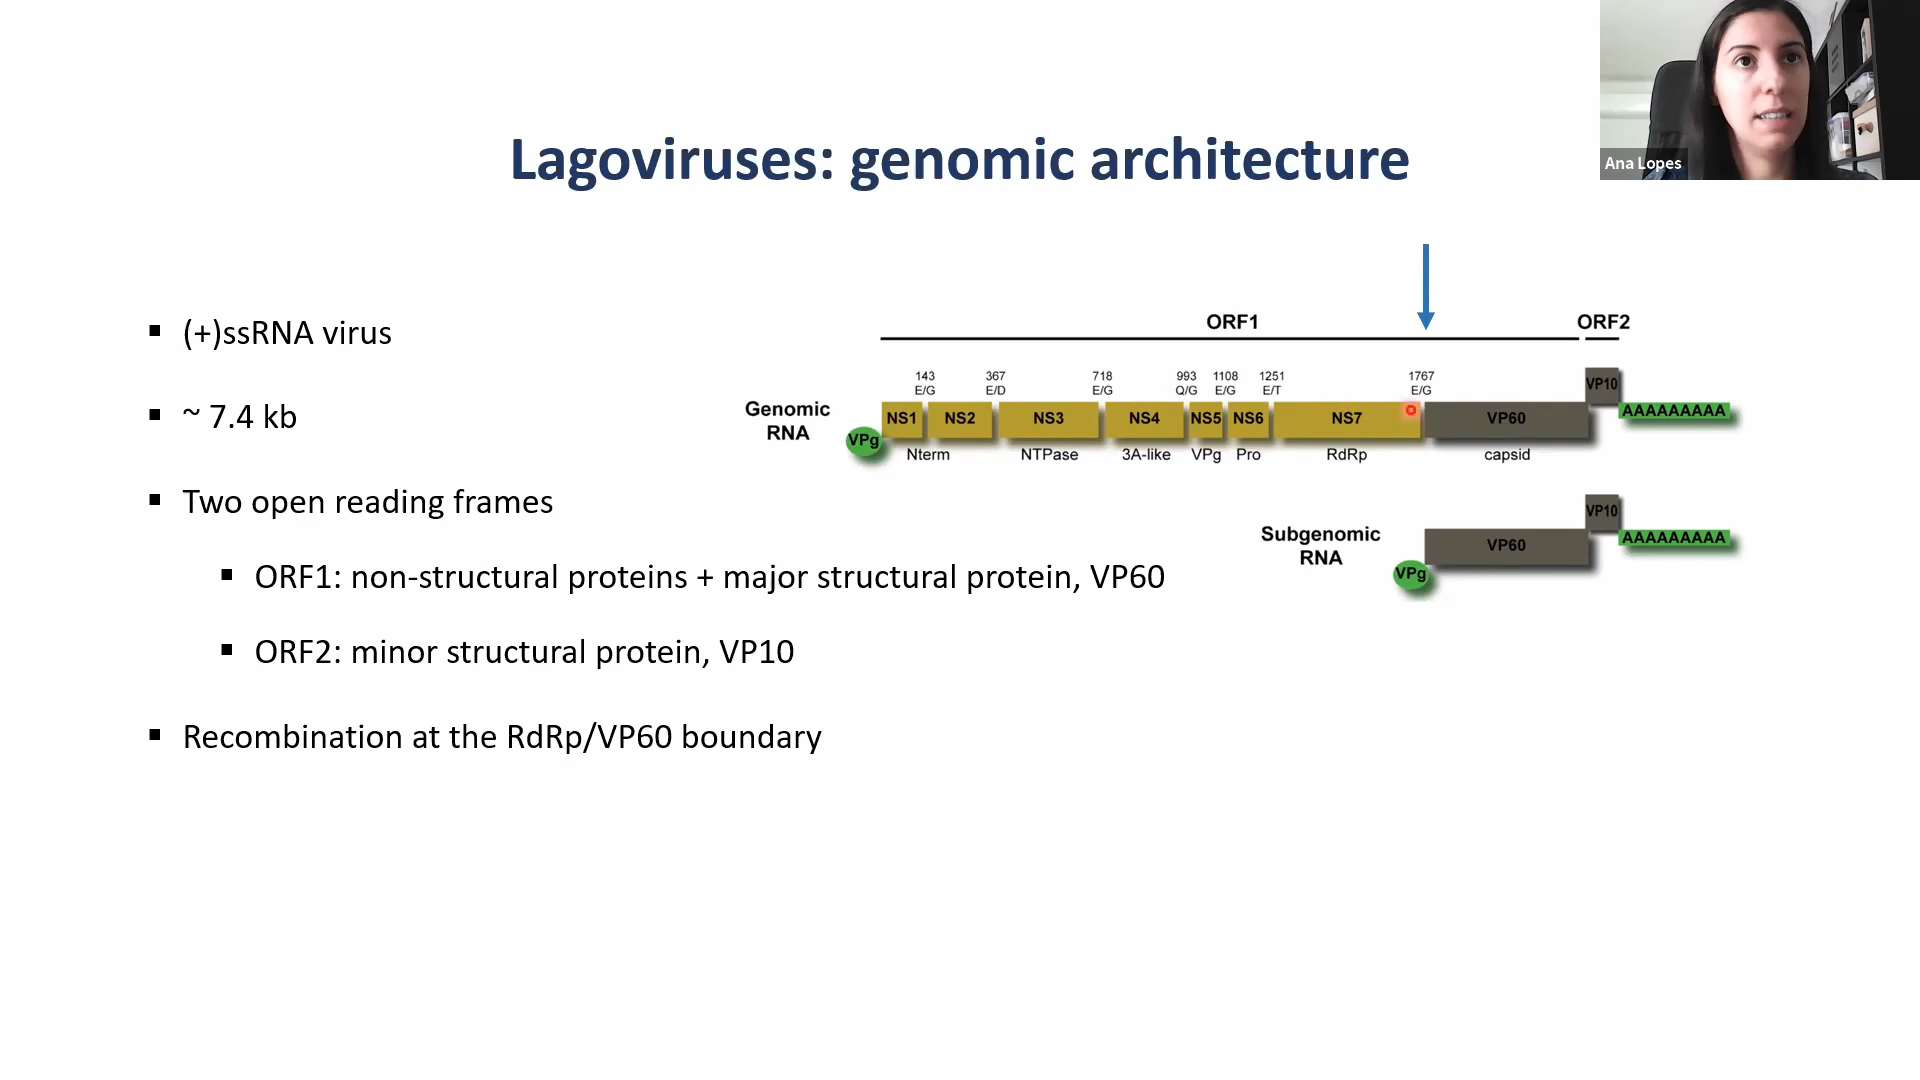 Ana Lopes
Lagoviruses: genomic architecture
▪ (+)ssRNA virus
▪ ~ 7.4 kb
▪ Two open reading frames
▪ ORF1: non-structural proteins + major structural protein, VP60
▪ ORF2: minor structural protein, VP10
▪ Recombination at the RdRp/VP60 boundary
ORF1 ORF2
143 367 718 993 1108 1251 1767
E/G E/D E/G Q/G E/G E/T E/G
Genomic
RNA
VPg NS1 NS2 NS3 NS4 NS5 NS6 NS7 VP60 VP10 AAAAAAAAA
Nterm NTPase 3A-like VPg Pro RdRp capsid
Subgenomic
RNA
VPg VP60 VP10 AAAAAAAAA